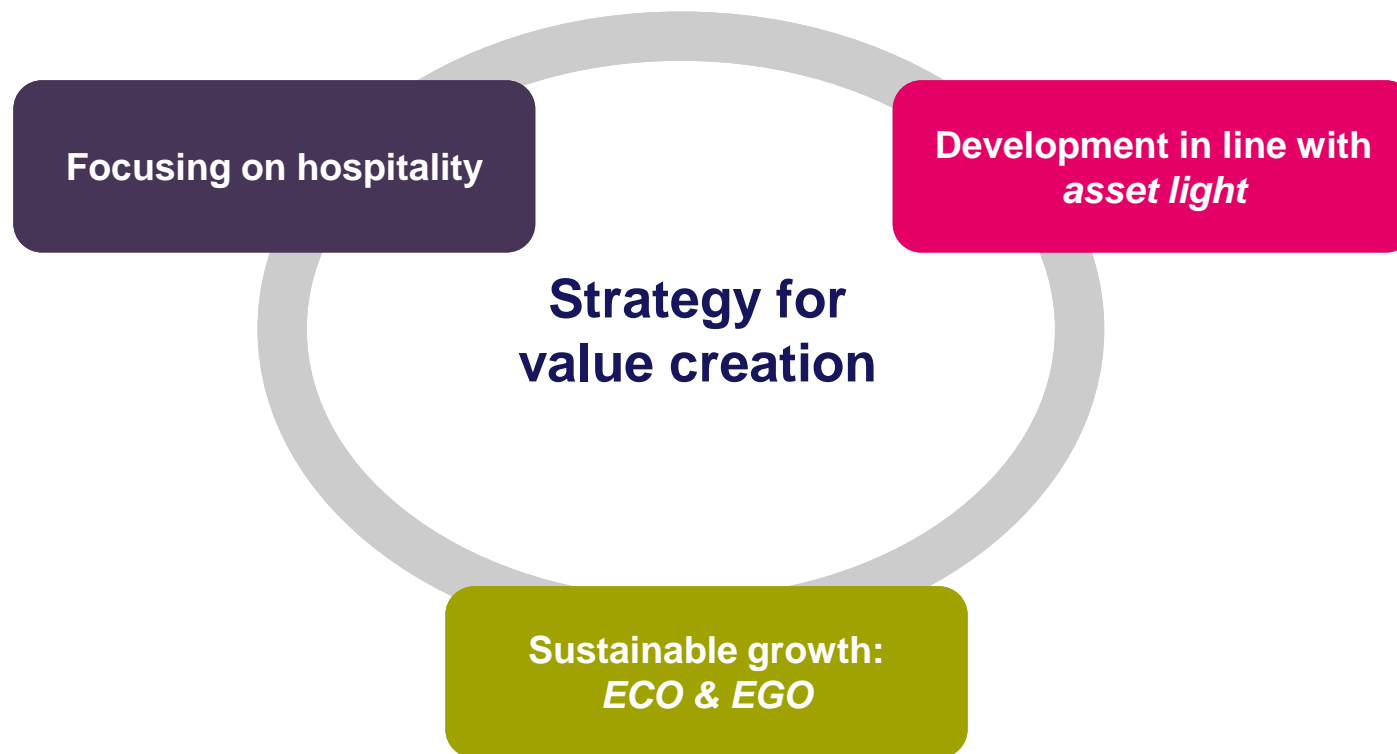 Focusing on hospitality
Development in line with
asset light
Strategy for
value creation
Sustainable growth:
ECO & EGO